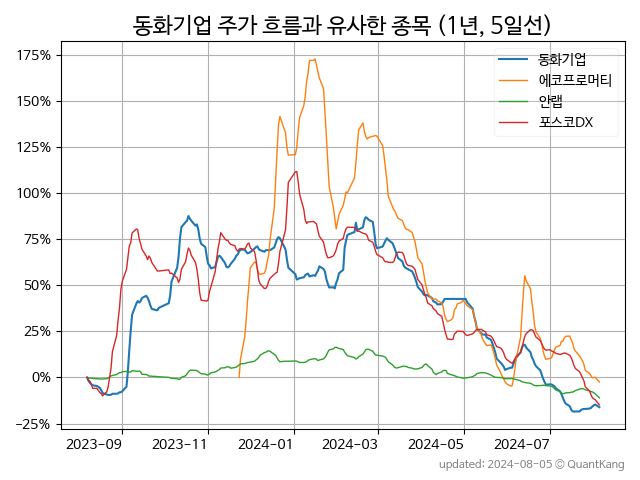 동화기업 주가 흐름과 유사한 종목 (1년, 5일선)
175%
150%
125%
100%
75%
50%
25%
0%
−25%
동화기업
에코프로머티
안랩
포스코DX
2023-09 2023-11 2024-01 2024-03 2024-05 2024-07
updated: 2024-08-05 © QuantKang